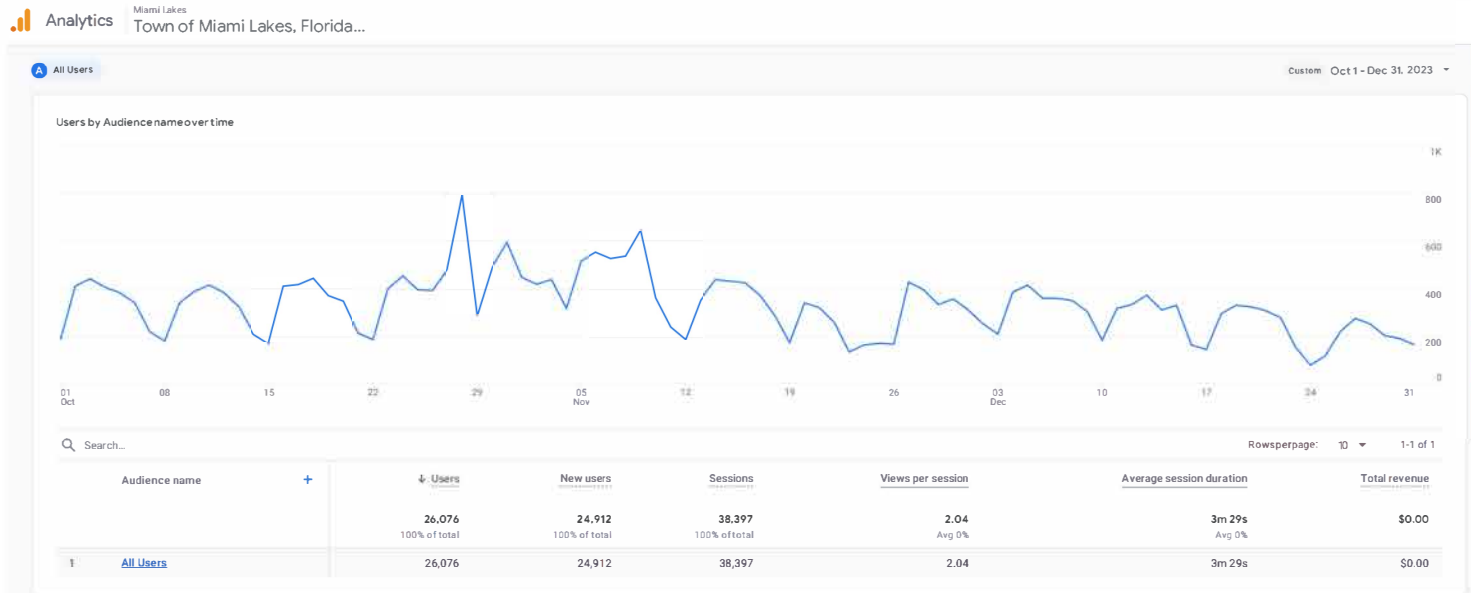 Analytics
Miami Lakes
Town of Miami Lakes, Florida...
A All Users
Custom Oct 1 - Dec 31, 2023
Users by Audience name over time
1K
800
600
400
200
0
01 Oct
08
15
22
29
05 Nov
12
19
26
03 Dec
10
17
24
31
Search...
Rows per page: 10 1-1 of 1
Audience name + ↓ Users New users Sessions Views per session Average session duration Total revenue
26,076 24,912 38,397 2.04 3m 29s $0.00
100% of total 100% of total 100% of total Avg 0% Avg 0%
1 All Users 26,076 24,912 38,397 2.04 3m 29s $0.00